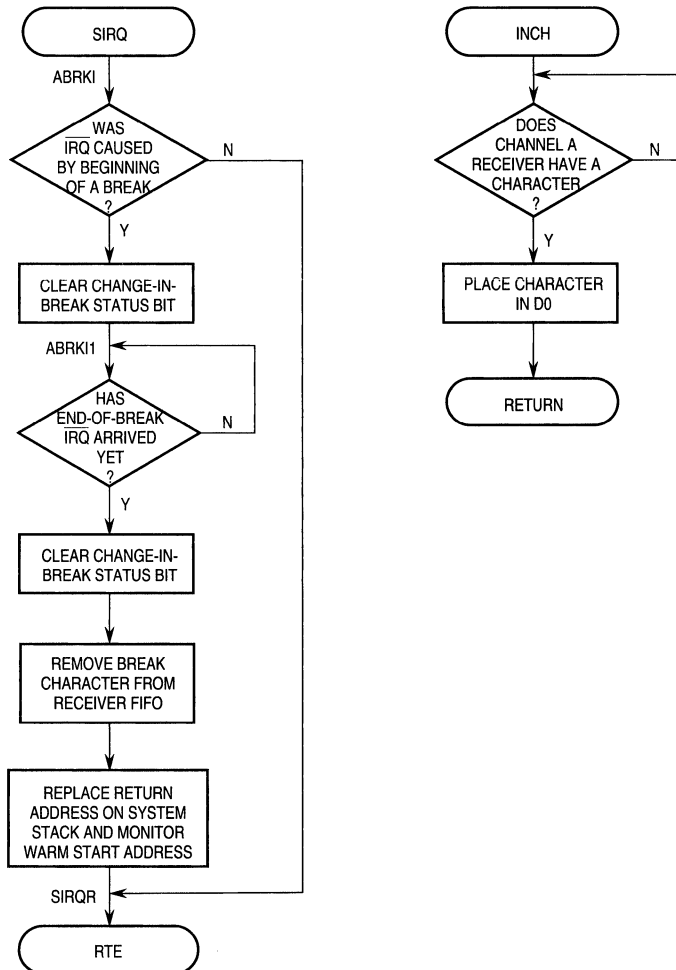 SIRQ
ABRKI
WAS
IRQ CAUSED
BY BEGINNING
OF A BREAK
?
N
Y
CLEAR CHANGE-IN-
BREAK STATUS BIT
ABRKI1
HAS
END-OF-BREAK
IRQ ARRIVED
YET
?
N
Y
CLEAR CHANGE-IN-
BREAK STATUS BIT
REMOVE BREAK
CHARACTER FROM
RECEIVER FIFO
REPLACE RETURN
ADDRESS ON SYSTEM
STACK AND MONITOR
WARM START ADDRESS
SIRQR
RTE
INCH
DOES
CHANNEL A
RECEIVER HAVE A
CHARACTER
?
N
Y
PLACE CHARACTER
IN D0
RETURN